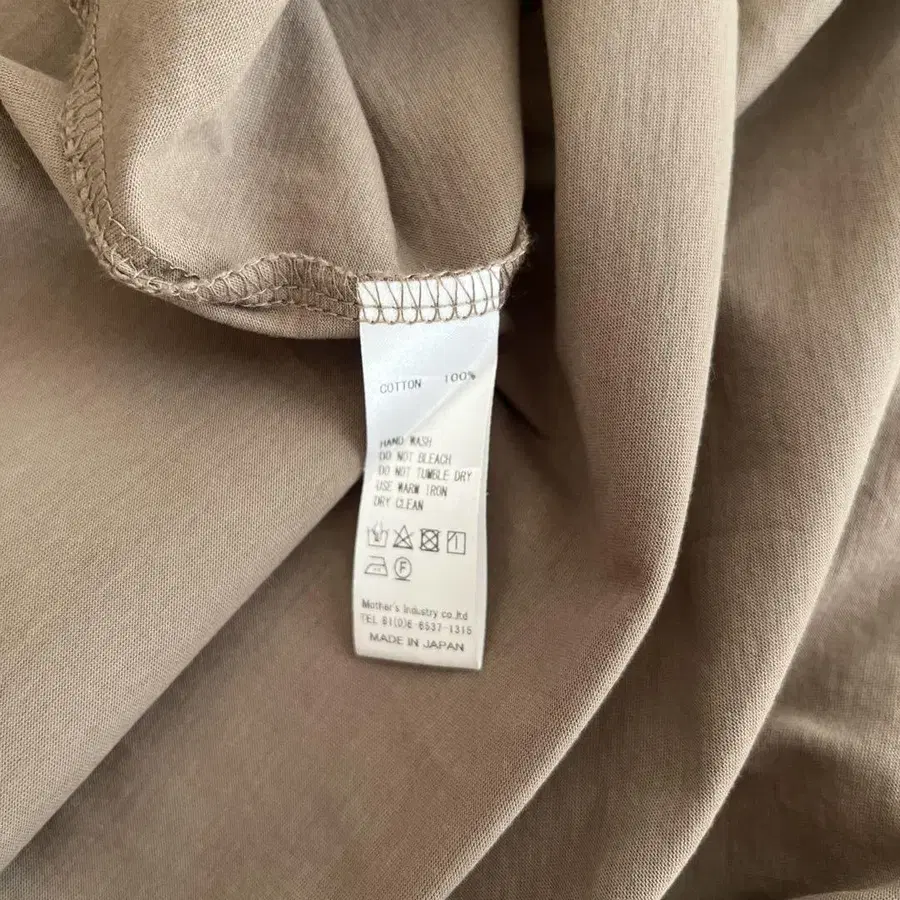 COTTON 100%
HAND WASH
DO NOT BLEACH
DO NOT TUMBLE DRY
USE WARM IRON
DRY CLEAN
F
Mother's Industry co.ltd
TEL 81(0)6-6537-1315
MADE IN JAPAN